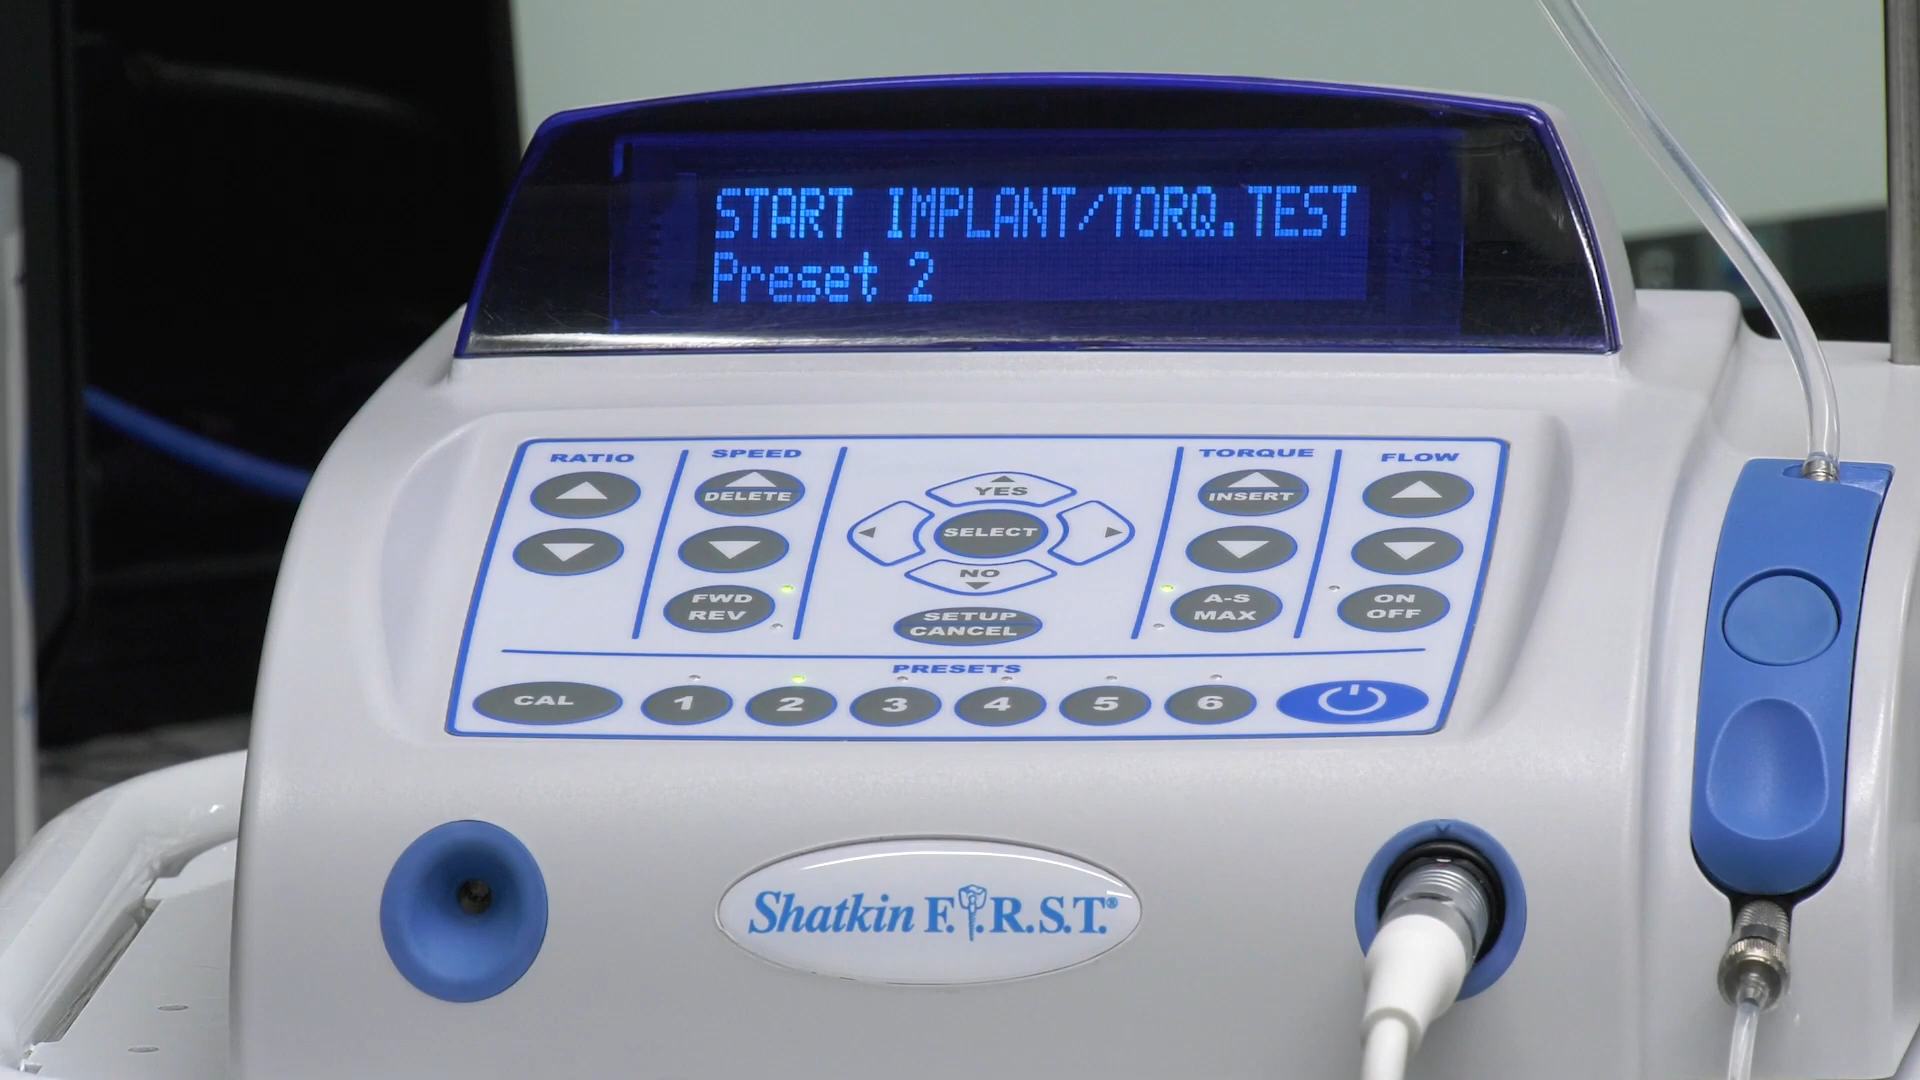 START IMPLANT/TORQ.TEST
Preset 2
RATIO
SPEED
DELETE
FWD
REV
YES
SELECT
NO
SETUP
CANCEL
TORQUE
INSERT
A-S
MAX
FLOW
ON
OFF
PRESETS
CAL 1 2 3 4 5 6
Shatkin F.I.R.S.T.®